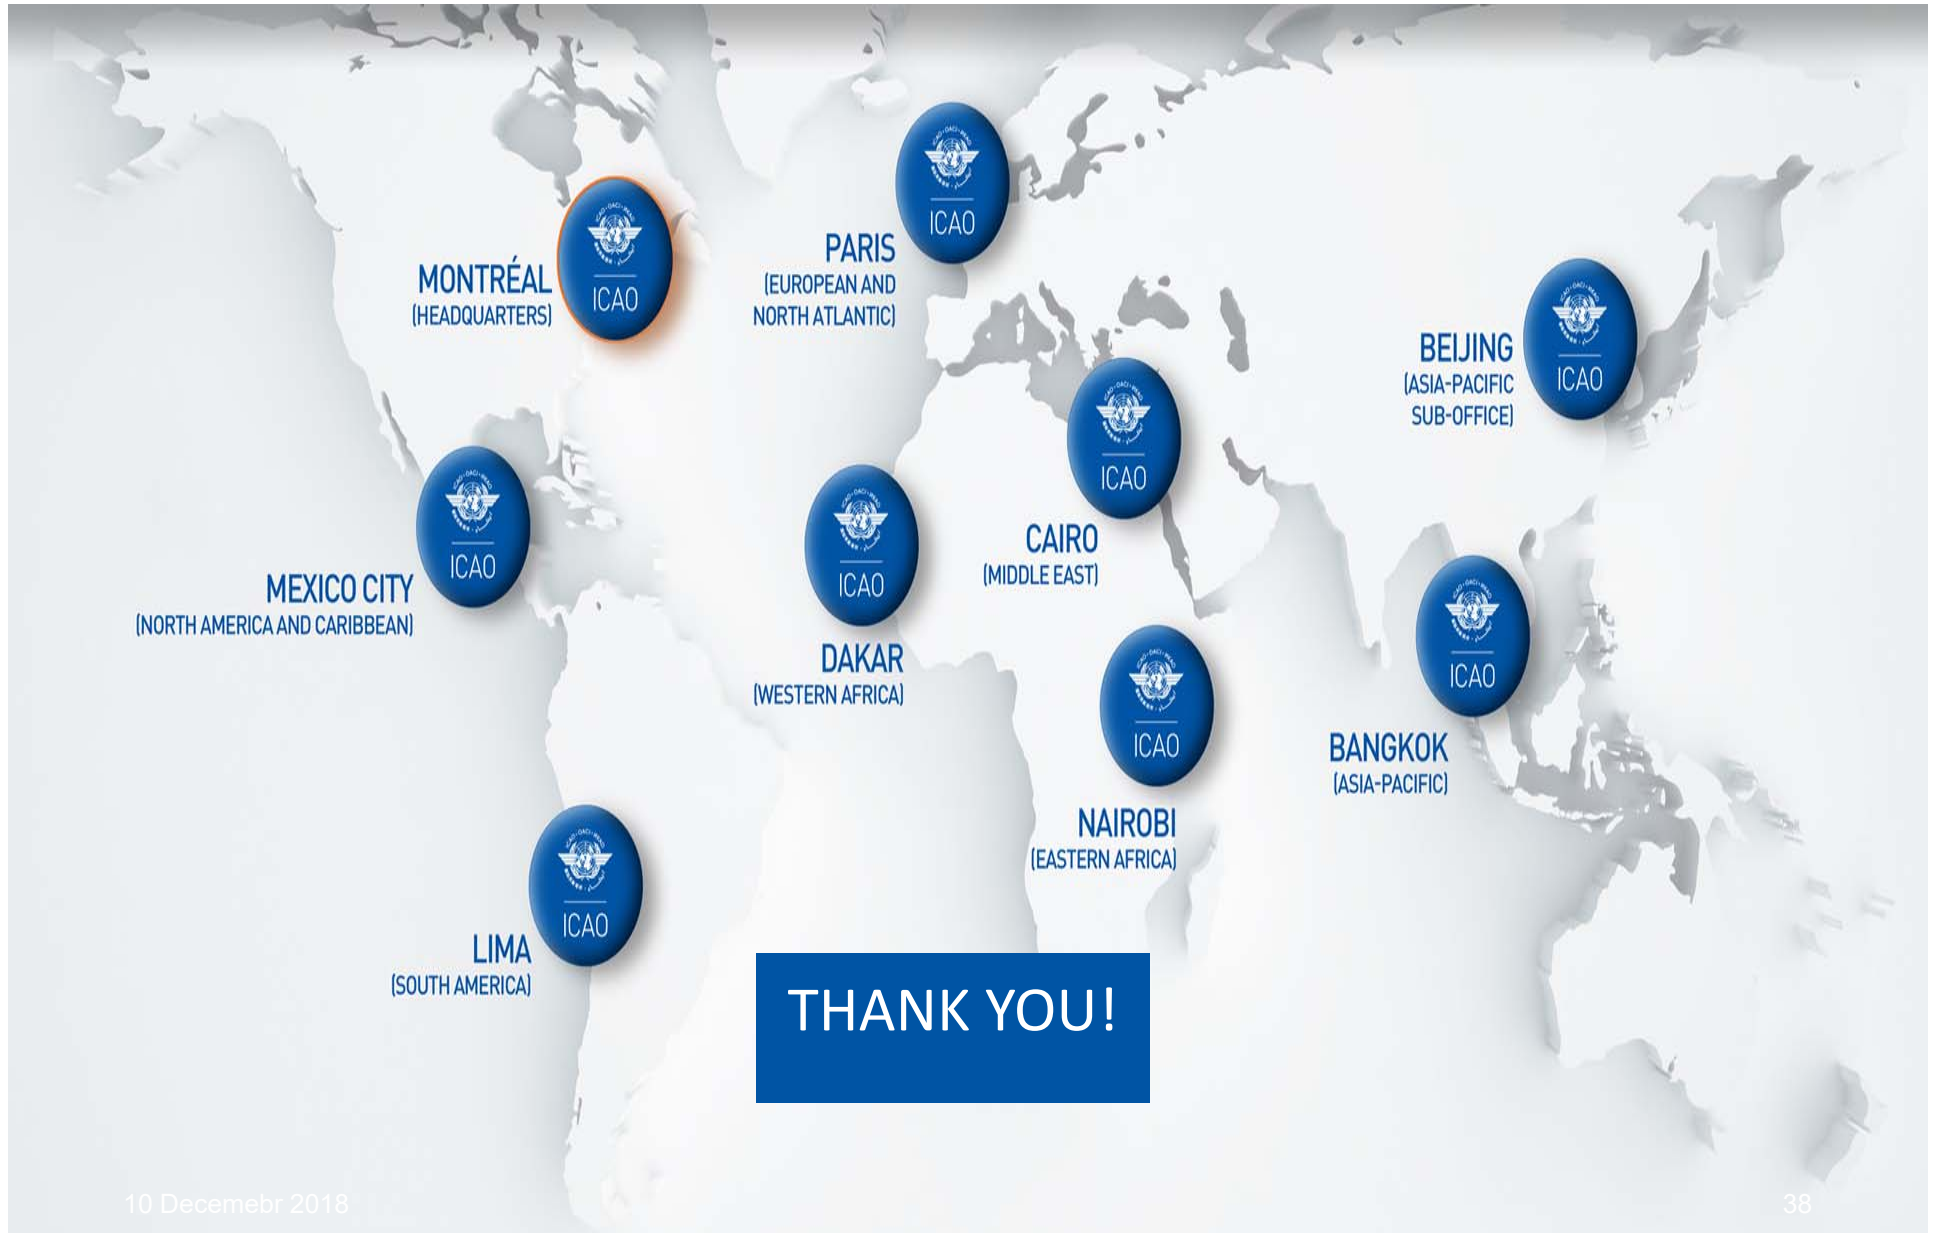 ICAO
MONTRÉAL
(HEADQUARTERS)
ICAO
PARIS
(EUROPEAN AND
NORTH ATLANTIC)
ICAO
BEIJING
(ASIA-PACIFIC
SUB-OFFICE)
ICAO
MEXICO CITY
(NORTH AMERICA AND CARIBBEAN)
ICAO
DAKAR
(WESTERN AFRICA)
ICAO
CAIRO
(MIDDLE EAST)
ICAO
NAIROBI
(EASTERN AFRICA)
ICAO
BANGKOK
(ASIA-PACIFIC)
ICAO
LIMA
(SOUTH AMERICA)
THANK YOU!
10 Decemebr 2018
38